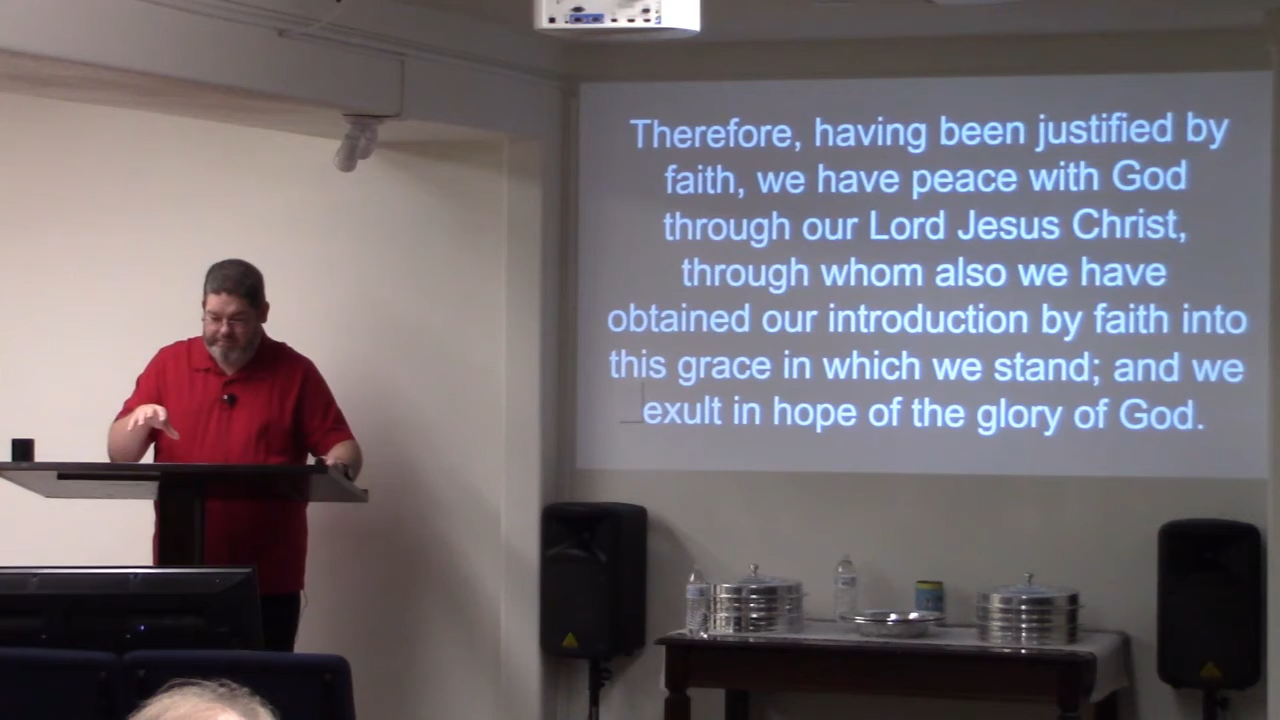 Therefore, having been justified by
faith, we have peace with God
through our Lord Jesus Christ,
through whom also we have
obtained our introduction by faith into
this grace in which we stand; and we
exult in hope of the glory of God.